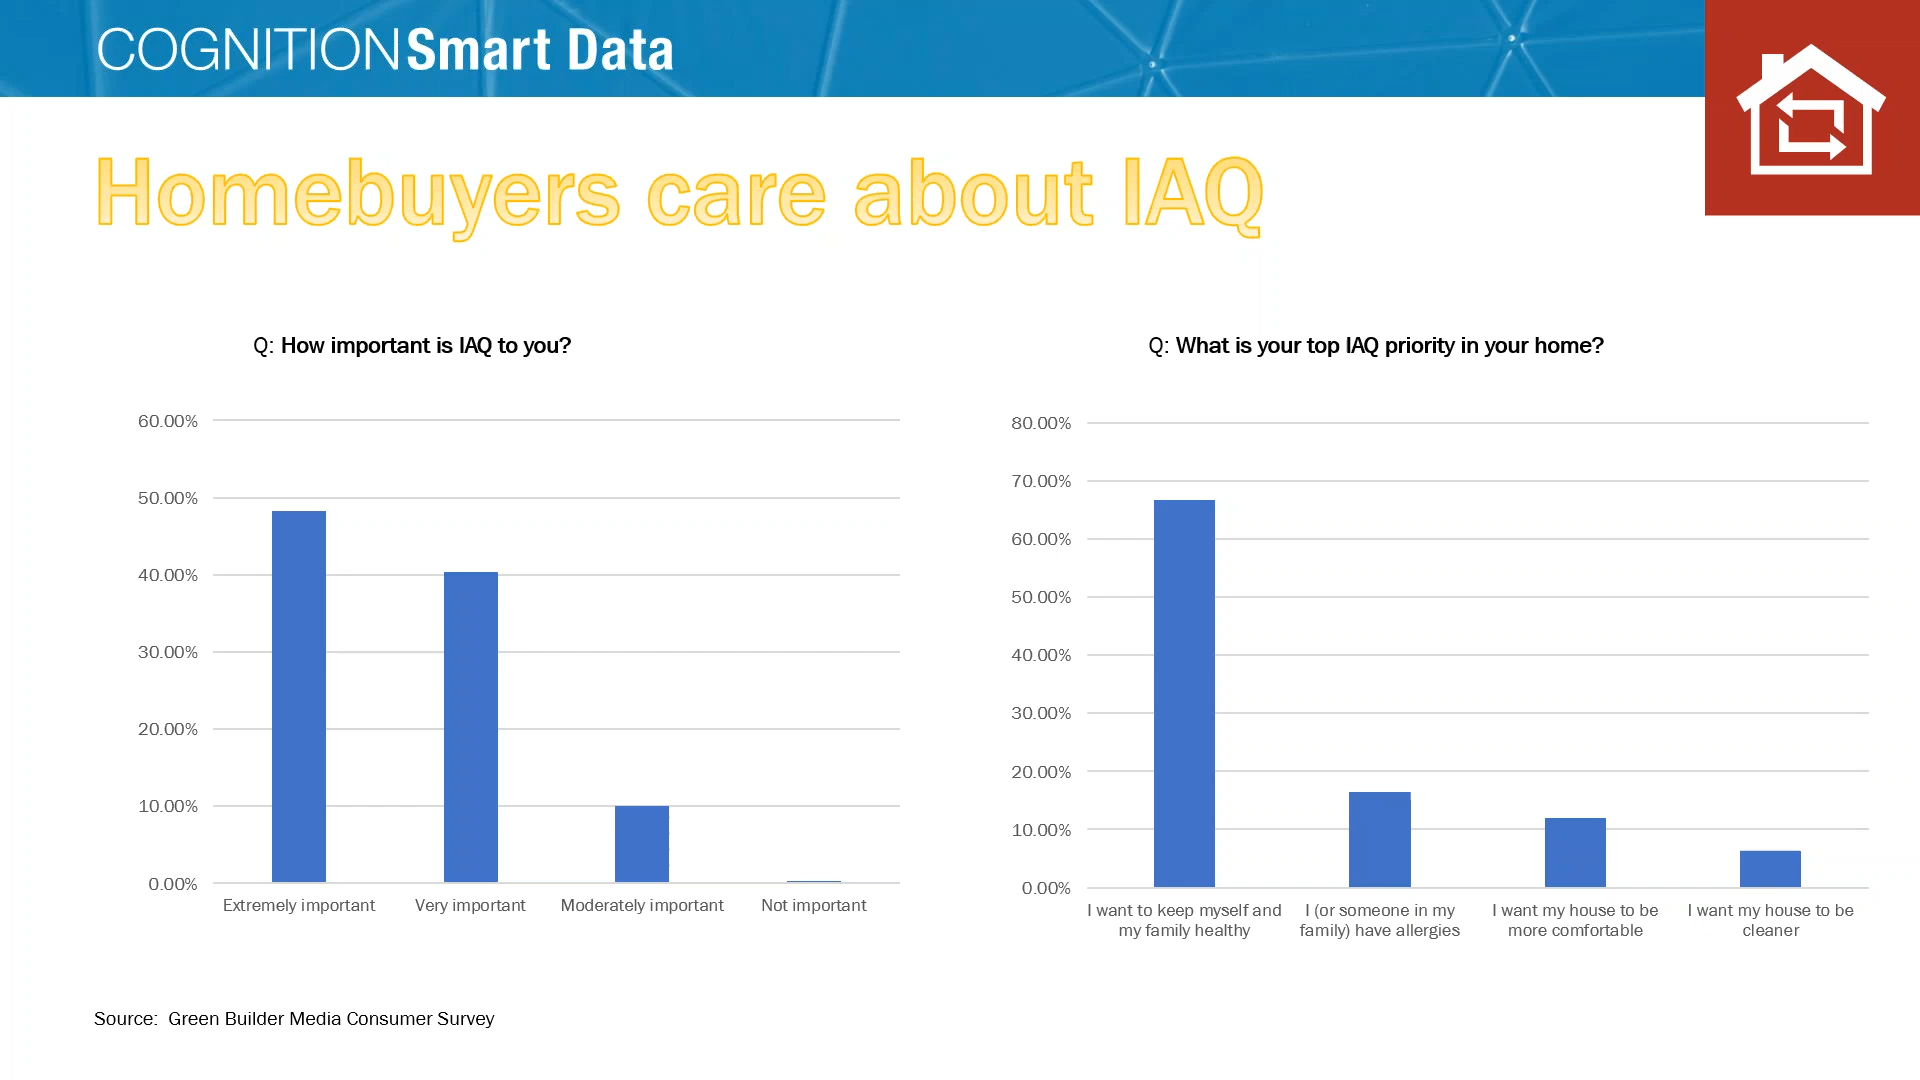 COGNITION Smart Data
Homebuyers care about IAQ
Q: How important is IAQ to you?
60.00%
50.00%
40.00%
30.00%
20.00%
10.00%
0.00%
Extremely important
Very important
Moderately important
Not important
Q: What is your top IAQ priority in your home?
80.00%
70.00%
60.00%
50.00%
40.00%
30.00%
20.00%
10.00%
0.00%
I want to keep myself and
my family healthy
I (or someone in my
family) have allergies
I want my house to be
more comfortable
I want my house to be
cleaner
Source: Green Builder Media Consumer Survey